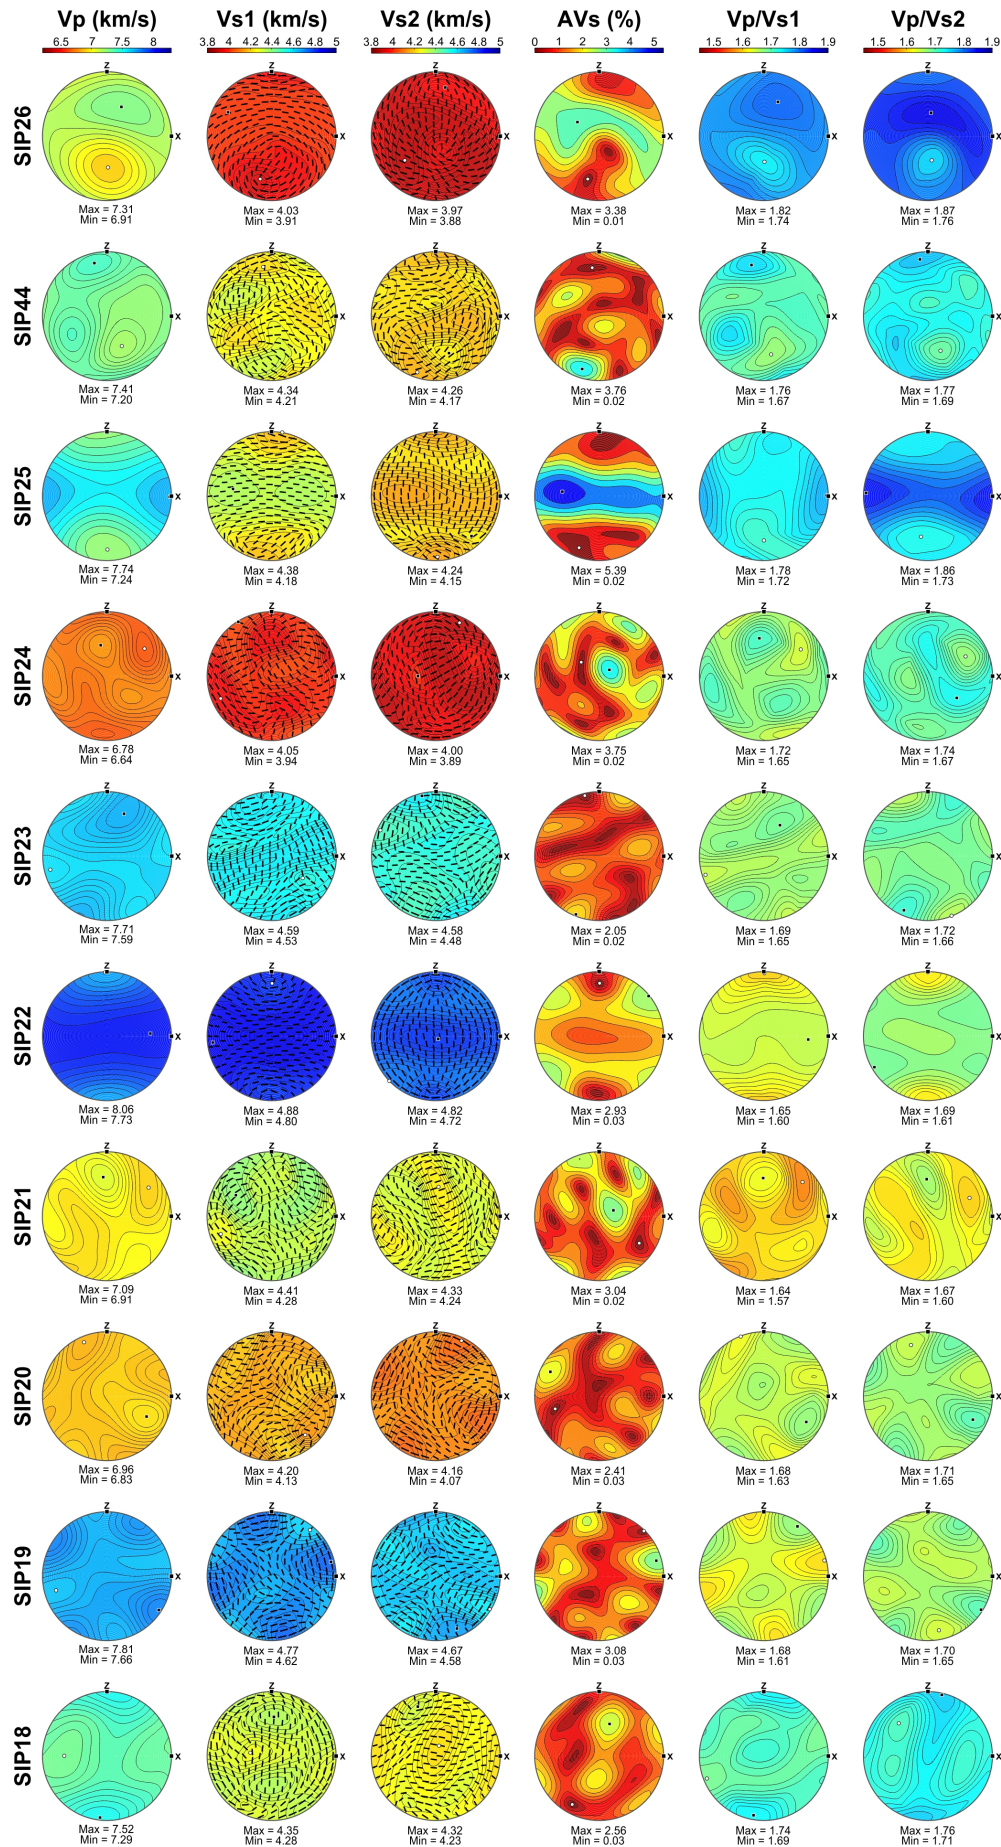 Vp (km/s) Vs1 (km/s) Vs2 (km/s) AVs (%) Vp/Vs1 Vp/Vs2
6.5 7 7.5 8 3.8 4 4.2 4.4 4.6 4.8 5 3.8 4 4.2 4.4 4.6 4.8 5 0 1 2 3 4 5 1.5 1.6 1.7 1.8 1.9 1.5 1.6 1.7 1.8 1.9
Z Z Z Z Z Z
SIP26 X X X X X X
Max = 7.31 Max = 4.03 Max = 3.97 Max = 3.38 Max = 1.82 Max = 1.87
Min = 6.91 Min = 3.91 Min = 3.88 Min = 0.01 Min = 1.74 Min = 1.76
Z Z Z Z Z Z
SIP44 X X X X X X
Max = 7.41 Max = 4.34 Max = 4.26 Max = 3.76 Max = 1.76 Max = 1.77
Min = 7.20 Min = 4.21 Min = 4.17 Min = 0.02 Min = 1.67 Min = 1.69
Z Z Z Z Z Z
SIP25 X X X X X X
Max = 7.74 Max = 4.38 Max = 4.24 Max = 5.39 Max = 1.78 Max = 1.86
Min = 7.24 Min = 4.18 Min = 4.15 Min = 0.02 Min = 1.72 Min = 1.73
Z Z Z Z Z Z
SIP24 X X X X X X
Max = 6.78 Max = 4.05 Max = 4.00 Max = 3.75 Max = 1.72 Max = 1.74
Min = 6.64 Min = 3.94 Min = 3.89 Min = 0.02 Min = 1.65 Min = 1.67
Z Z Z Z Z Z
SIP23 X X X X X X
Max = 7.71 Max = 4.59 Max = 4.58 Max = 2.05 Max = 1.69 Max = 1.72
Min = 7.59 Min = 4.53 Min = 4.48 Min = 0.02 Min = 1.65 Min = 1.66
Z Z Z Z Z Z
SIP22 X X X X X X
Max = 8.06 Max = 4.88 Max = 4.82 Max = 2.93 Max = 1.65 Max = 1.69
Min = 7.73 Min = 4.80 Min = 4.72 Min = 0.03 Min = 1.60 Min = 1.61
Z Z Z Z Z Z
SIP21 X X X X X X
Max = 7.09 Max = 4.41 Max = 4.33 Max = 3.04 Max = 1.64 Max = 1.67
Min = 6.91 Min = 4.28 Min = 4.24 Min = 0.02 Min = 1.57 Min = 1.60
Z Z Z Z Z Z
SIP20 X X X X X X
Max = 6.96 Max = 4.20 Max = 4.16 Max = 2.41 Max = 1.68 Max = 1.71
Min = 6.83 Min = 4.13 Min = 4.07 Min = 0.03 Min = 1.63 Min = 1.65
Z Z Z Z Z Z
SIP19 X X X X X X
Max = 7.81 Max = 4.77 Max = 4.67 Max = 3.08 Max = 1.68 Max = 1.70
Min = 7.66 Min = 4.62 Min = 4.58 Min = 0.03 Min = 1.61 Min = 1.65
Z Z Z Z Z Z
SIP18 X X X X X X
Max = 7.52 Max = 4.35 Max = 4.32 Max = 2.56 Max = 1.74 Max = 1.76
Min = 7.29 Min = 4.28 Min = 4.23 Min = 0.03 Min = 1.69 Min = 1.71